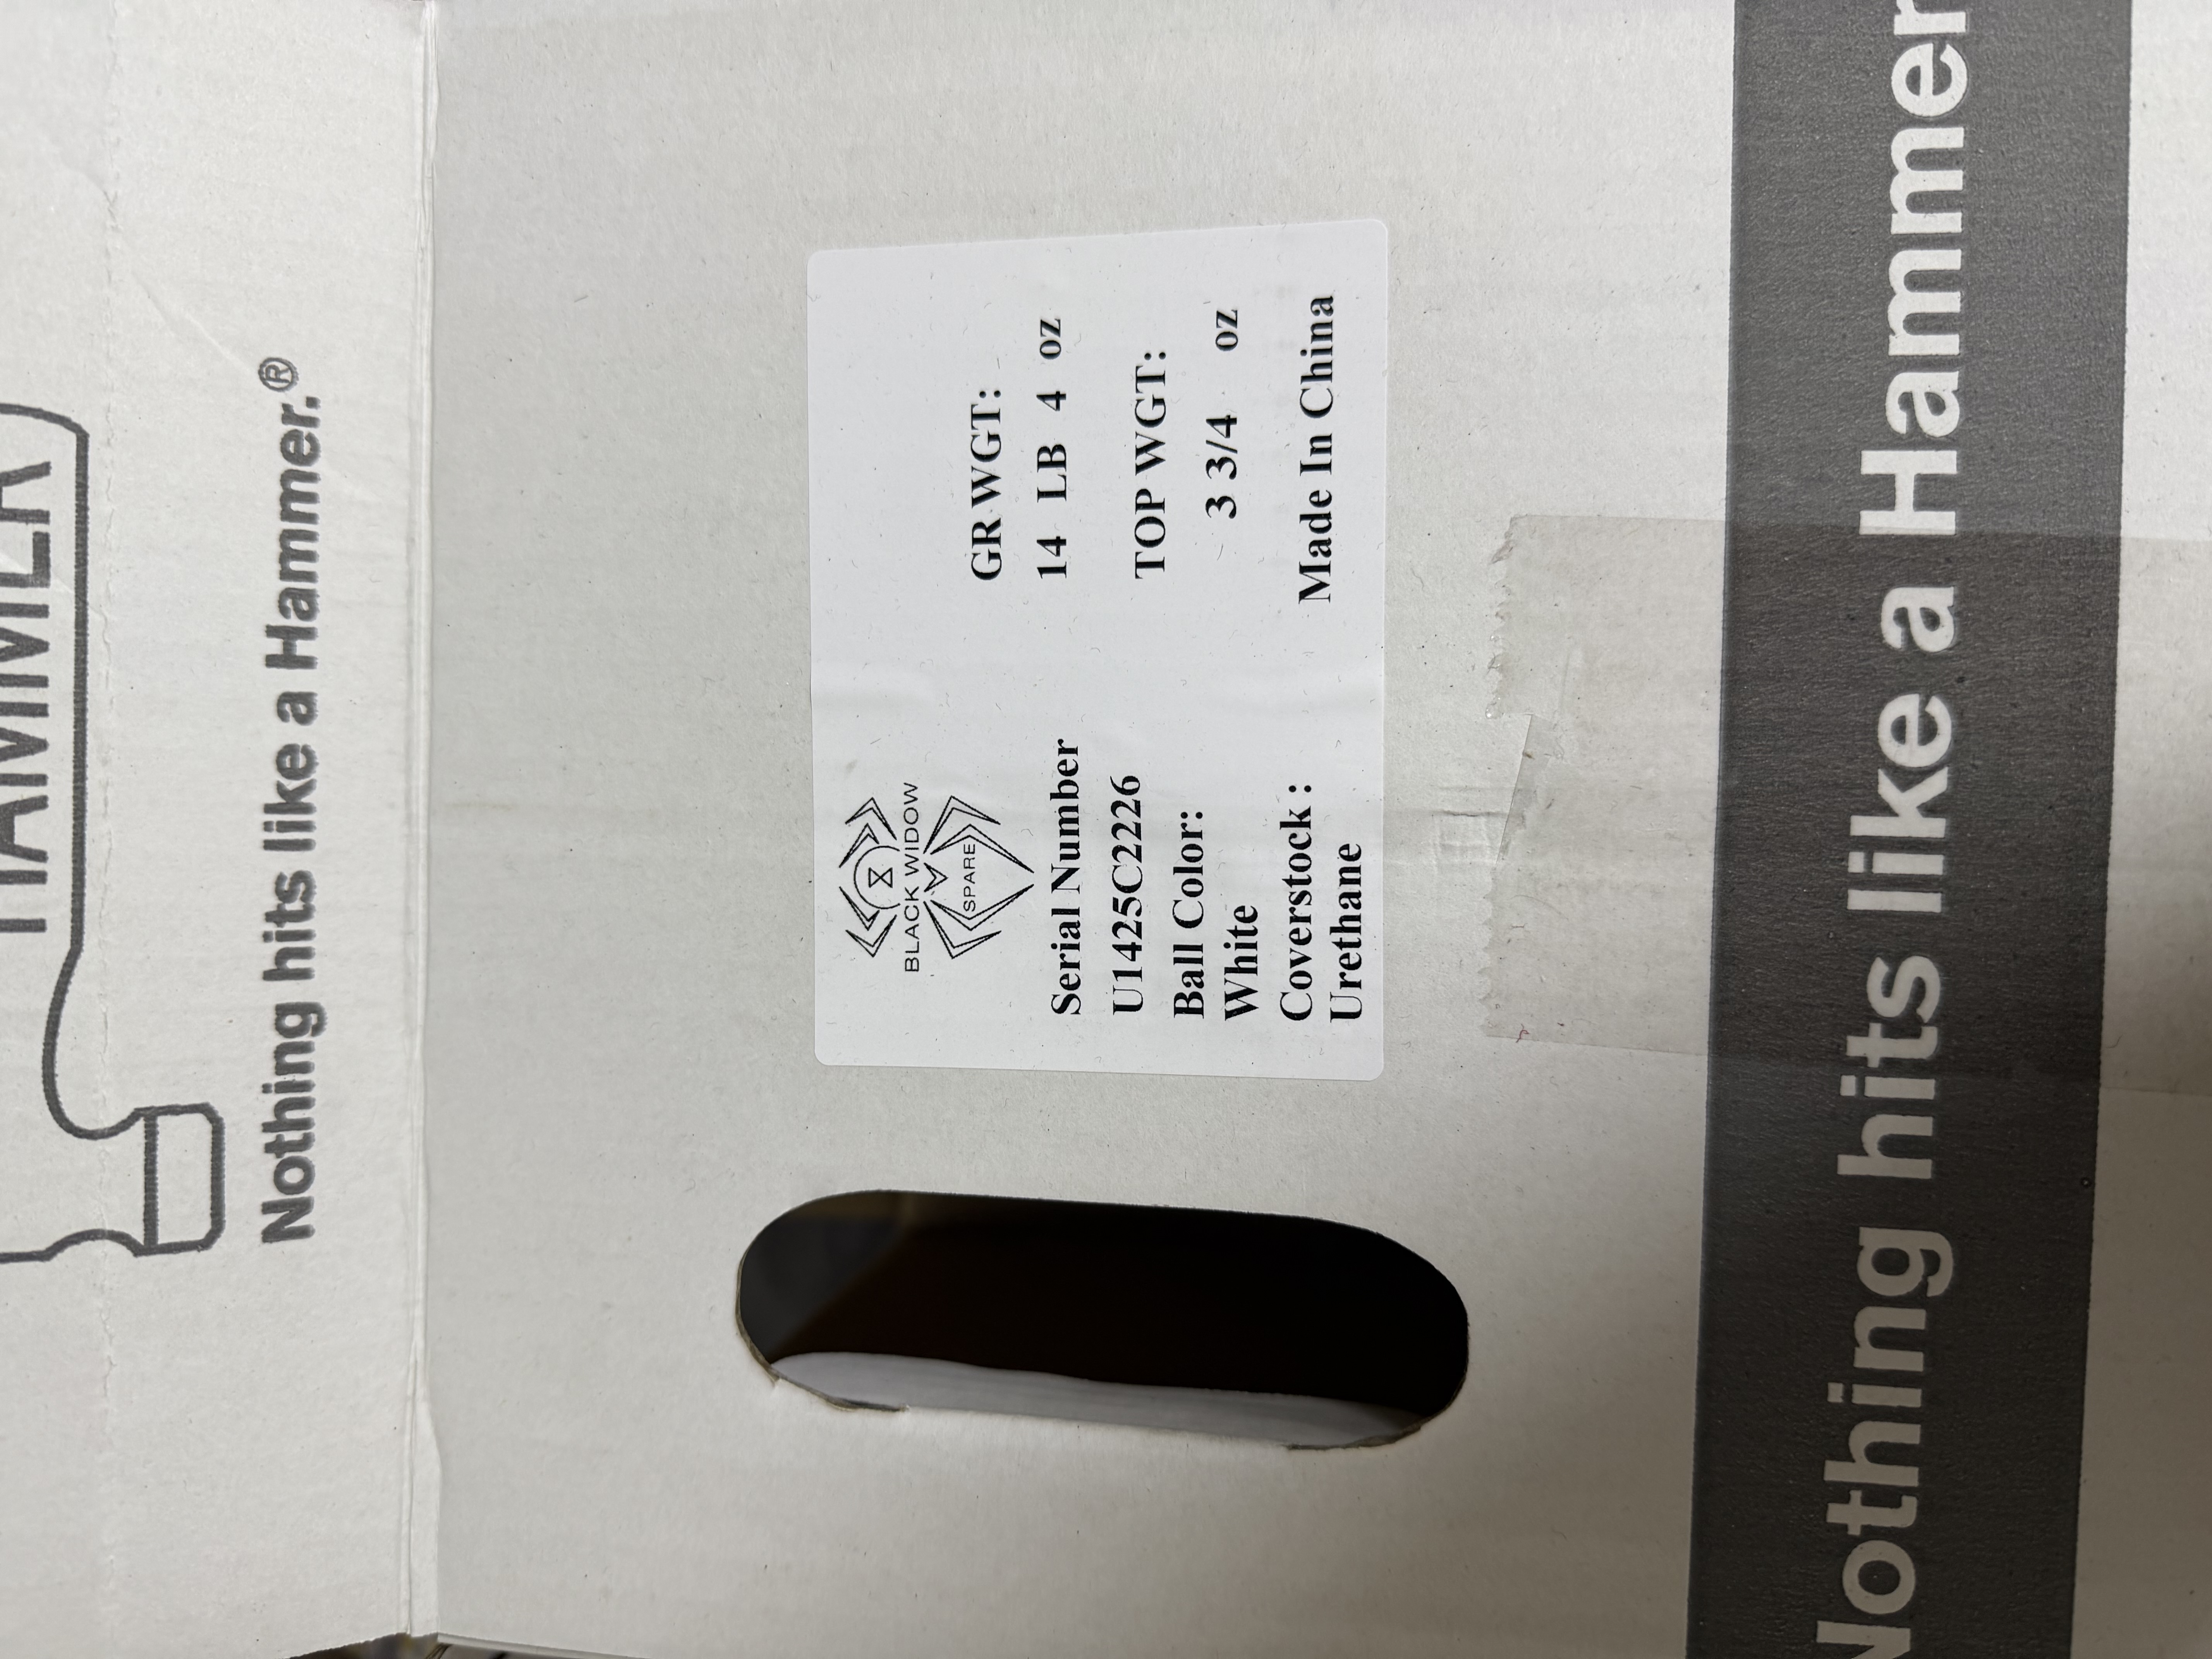 HAMMER
Nothing hits like a Hammer.®
BLACK WIDOW
SPARE
Serial Number
U1425C2226
Ball Color:
White
Coverstock :
Urethane
GR WGT:
14 LB 4 oz
TOP WGT:
3 3/4 oz
Made In China
Nothing hits like a Hammer